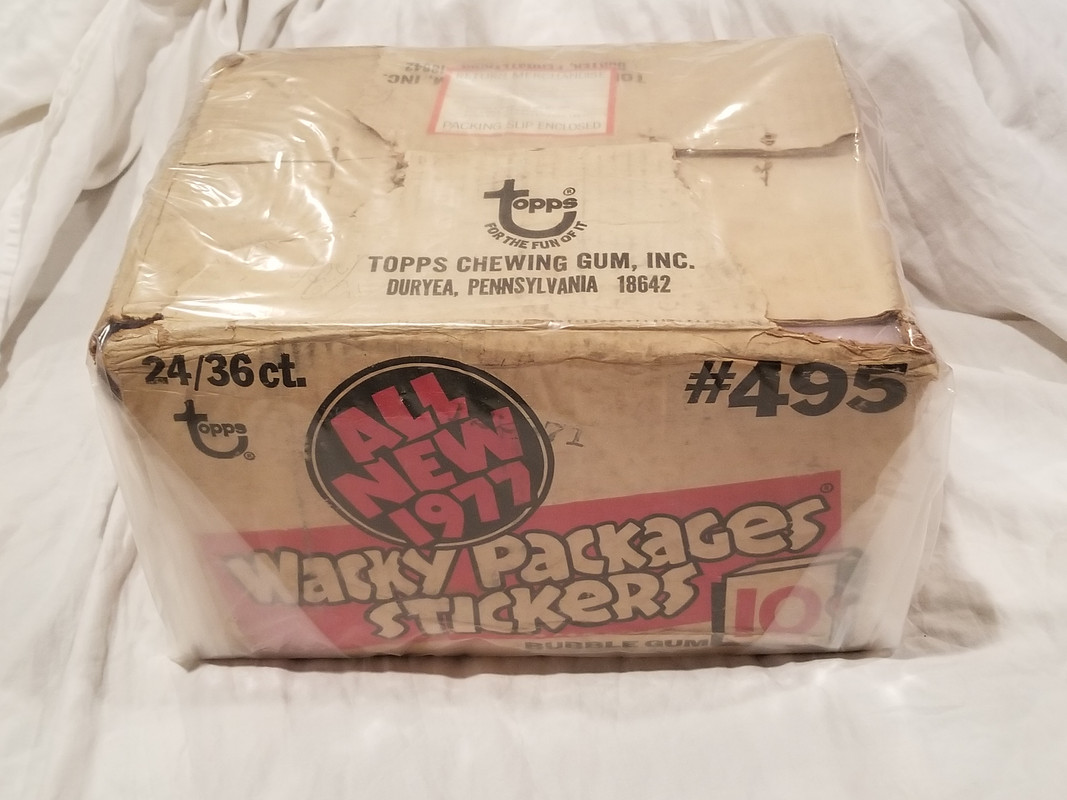 PACKING SLIP ENCLOSED
topps®
FOR THE FUN OF IT
TOPPS CHEWING GUM, INC.
DURYEA, PENNSYLVANIA 18642
24/36 ct.
#495
topps®
ALL
NEW
1977
71
Wacky Packages®
Stickers
10¢
BUBBLE GUM